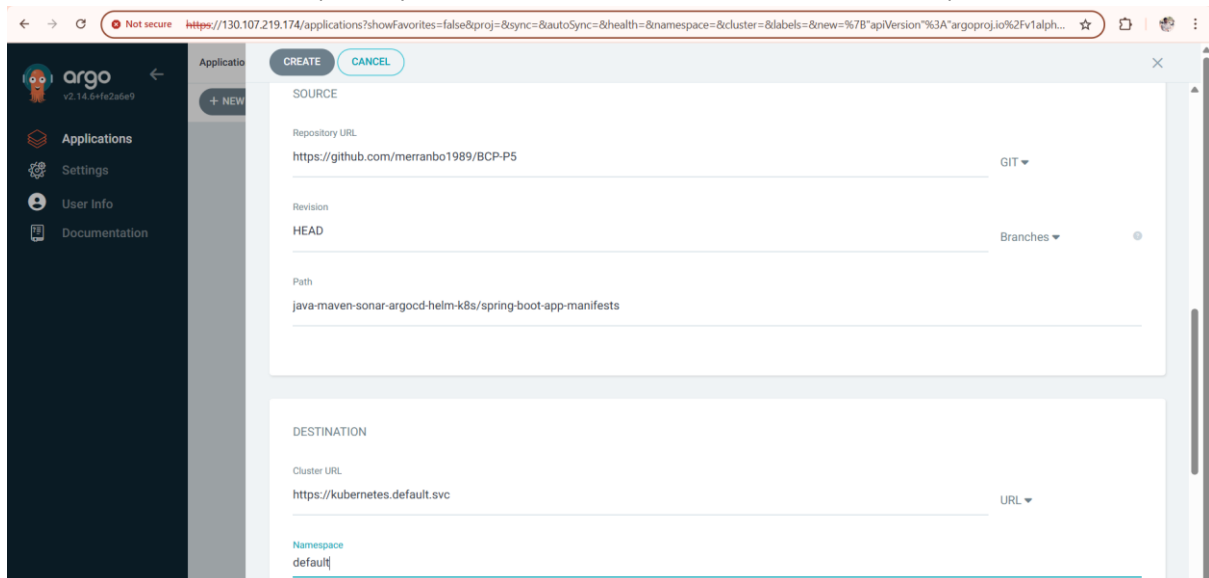 Not secure https://130.107.219.174/applications?showFavorites=false&proj=&sync=&autoSync=&health=&namespace=&cluster=&labels=&new=%7B"apiVersion"%3A"argoproj.io%2Fv1alph...
argo
v2.14.6+fe2a6e9
Applications
Settings
User Info
Documentation
Applicatio
+ NEW
CREATE CANCEL
SOURCE
Repository URL
https://github.com/merranbo1989/BCP-P5
GIT
Revision
HEAD
Branches
Path
java-maven-sonar-argocd-helm-k8s/spring-boot-app-manifests
DESTINATION
Cluster URL
https://kubernetes.default.svc
URL
Namespace
default